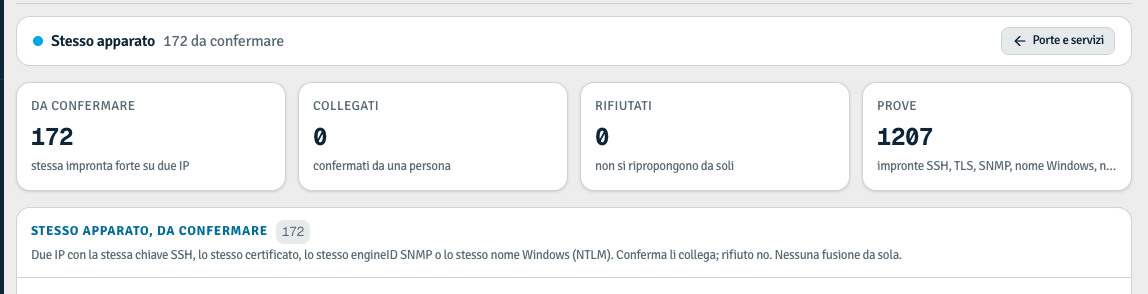 Stesso apparato 172 da confermare
← Porte e servizi
DA CONFERMARE
172
stessa impronta forte su due IP
COLLEGATI
0
confermati da una persona
RIFIUTATI
0
non si ripropongono da soli
PROVE
1207
impronte SSH, TLS, SNMP, nome Windows, n...
STESSO APPARATO, DA CONFERMARE 172
Due IP con la stessa chiave SSH, lo stesso certificato, lo stesso engineID SNMP o lo stesso nome Windows (NTLM). Conferma li collega; rifiuto no. Nessuna fusione da sola.